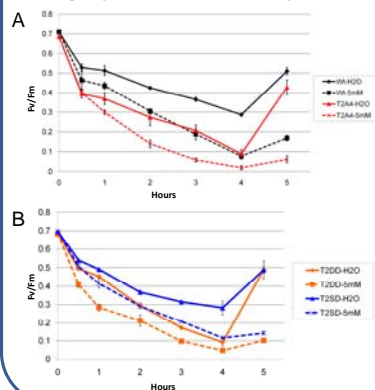 A
0.8
0.7
0.6
0.5
0.4
0.3
0.2
0.1
0
Fv/Fm
0 1 2 3 4 5
Hours
Wt-H2O
Wt-5mM
T2A4-H2O
T2A4-5mM
B
0.8
0.7
0.6
0.5
0.4
0.3
0.2
0.1
0
Fv/Fm
0 1 2 3 4 5
Hours
T2DD-H2O
T2DD-5mM
T2SD-H2O
T2SD-5mM